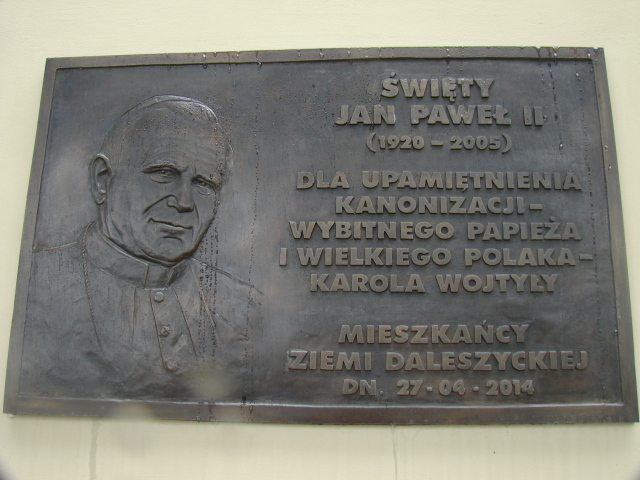 ŚWIĘTY
JAN PAWEŁ II
(1920 – 2005)
DLA UPAMIĘTNIENIA
KANONIZACJI –
WYBITNEGO PAPIEŻA
I WIELKIEGO POLAKA –
KAROLA WOJTYŁY
MIESZKAŃCY
ZIEMI DALESZYCKIEJ
DN. 27-04-2014